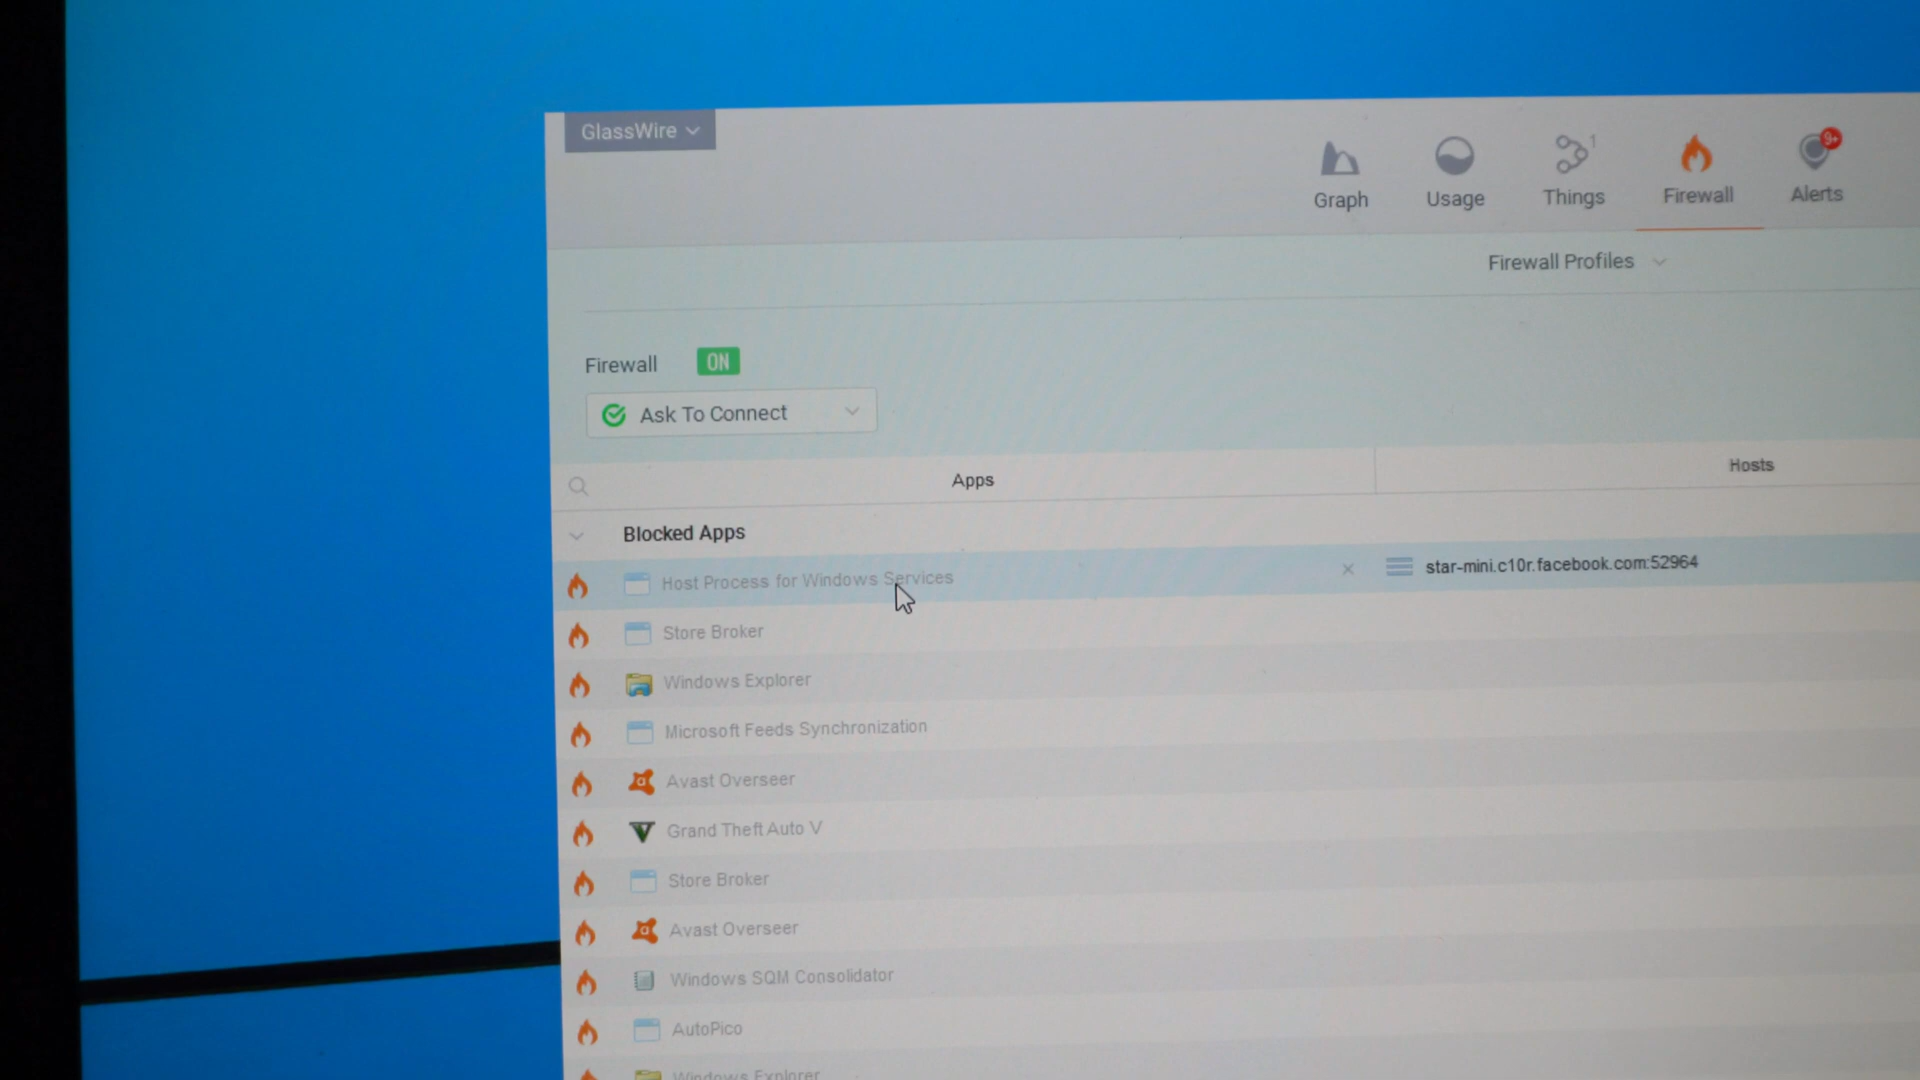 GlassWire
1
9+
Graph
Usage
Things
Firewall
Alerts
Firewall Profiles
Firewall ON
Ask To Connect
Apps
Hosts
Blocked Apps
Host Process for Windows Services
star-mini.c10r.facebook.com:52964
Store Broker
Windows Explorer
Microsoft Feeds Synchronization
Avast Overseer
Grand Theft Auto V
Store Broker
Avast Overseer
Windows SQM Consolidator
AutoPico
Windows Explorer